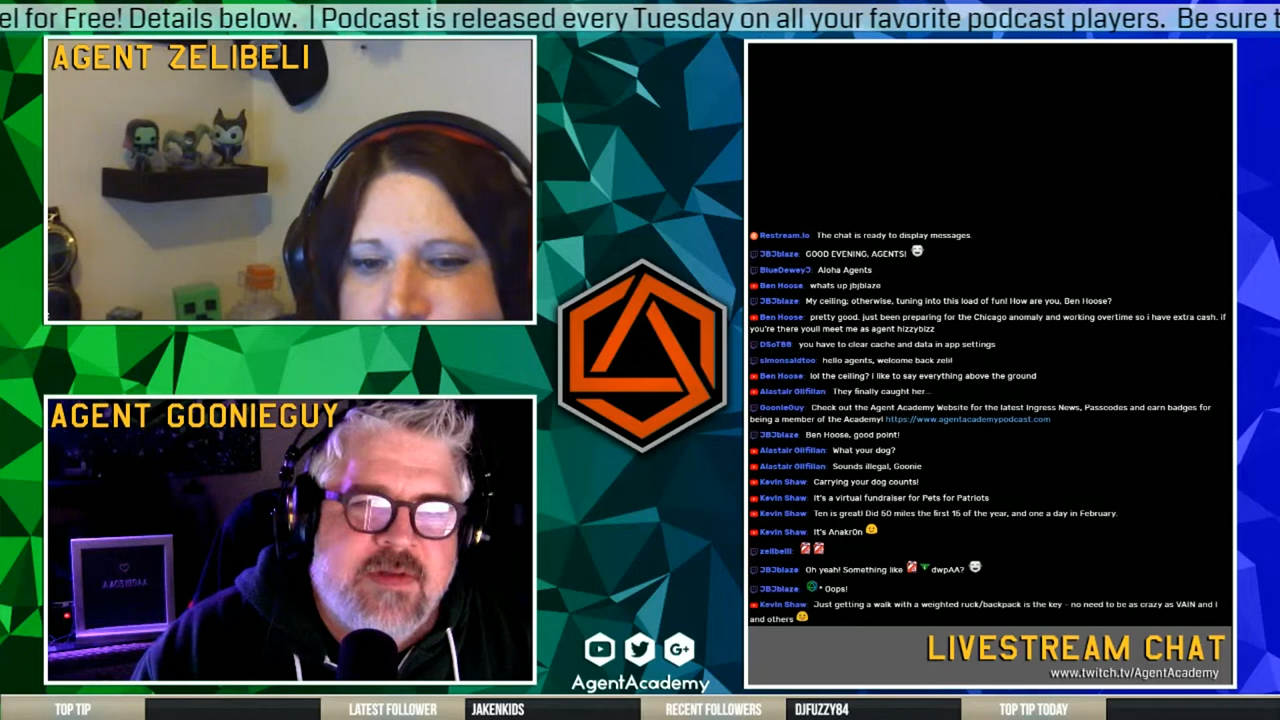 el for Free! Details below. | Podcast is released every Tuesday on all your favorite podcast players. Be sure t
AGENT ZELIBELI
AGENT GOONIEGUY
Restream.io The chat is ready to display messages.
JBJblaze: GOOD EVENING, AGENTS!
BlueDeweyJ: Aloha Agents
Ben Hoose: whats up jbjblaze
JBJblaze: My ceiling; otherwise, tuning into this load of fun! How are you, Ben Hoose?
Ben Hoose: pretty good. just been preparing for the Chicago anomaly and working overtime so i have extra cash. if
you're there youll meet me as agent hizzybizz
DSoT88: you have to clear cache and data in app settings
simonsaidtoo: hello agents, welcome back zeli!
Ben Hoose: lol the ceiling? i like to say everything above the ground
Alastair Gilfillan: They finally caught her...
GoonieGuy: Check out the Agent Academy Website for the latest Ingress News, Passcodes and earn badges for
being a member of the Academy! https://www.agentacademypodcast.com
JBJblaze: Ben Hoose, good point!
Alastair Gilfillan: What your dog?
Alastair Gilfillan: Sounds illegal, Goonie
Kevin Shaw: Carrying your dog counts!
Kevin Shaw: It's a virtual fundraiser for Pets for Patriots
Kevin Shaw: Ten is great! Did 50 miles the first 15 of the year, and one a day in February.
Kevin Shaw: It's Anakr0n
zelibeli:
JBJblaze: Oh yeah! Something like dwpAA?
JBJblaze: * Oops!
Kevin Shaw: Just getting a walk with a weighted ruck/backpack is the key - no need to be as crazy as VAIN and I
and others
LIVESTREAM CHAT
www.twitch.tv/AgentAcademy
G+
AgentAcademy
TOP TIP
LATEST FOLLOWER
JAKENKIDS
RECENT FOLLOWERS
DJFUZZY84
TOP TIP TODAY